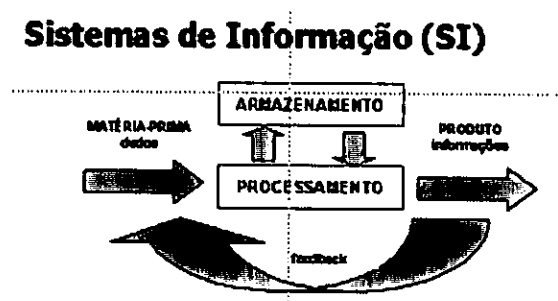 Sistemas de Informação (SI)
ARMAZENAMENTO
MATÉRIA-PRIMA
dados
PRODUTO
informações
PROCESSAMENTO
feedback